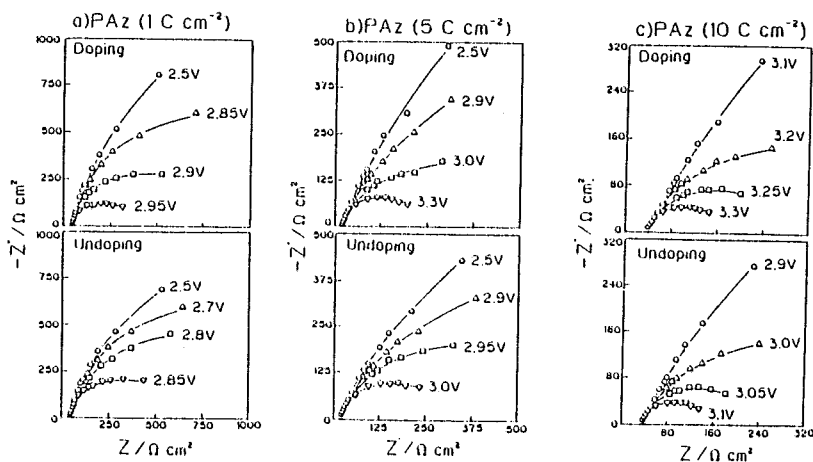 a)PAz (1 C cm⁻²)
1000
Doping
2.5V
750
2.85V
500
2.9V
250
2.95V
0
1000
Undoping
750
2.5V
2.7V
500
2.8V
250
2.85V
0
0 250 500 750 1000
-Z″/Ω cm²
Z′/Ω cm²
b)PAz (5 C cm⁻²)
500
Doping
2.5V
375
2.9V
250
3.0V
125
3.3V
0
500
Undoping
2.5V
375
2.9V
250
2.95V
125
3.0V
0
125 250 375 500
-Z″/Ω cm²
Z′/Ω cm²
c)PAz (10 C cm⁻²)
320
Doping
3.1V
240
3.2V
160
3.25V
80
3.3V
0
320
Undoping
2.9V
240
3.0V
160
3.05V
80
3.1V
0
80 160 240 320
-Z″/Ω cm²
Z/Ω cm²